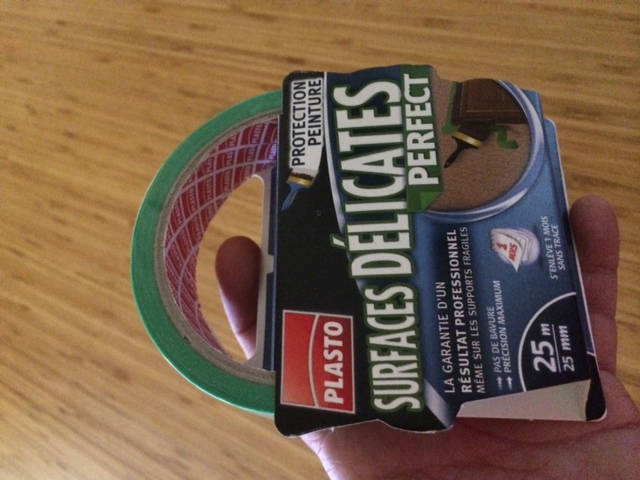 PROTECTION
PEINTURE
SURFACES DÉLICATES
PERFECT
PLASTO
LA GARANTIE D'UN
RÉSULTAT PROFESSIONNEL
MÊME SUR LES SUPPORTS FRAGILES
PAS DE BAVURE
PRÉCISION MAXIMUM
1
MOIS
S'ENLÈVE 1 MOIS
SANS TRACE
25 m
25 mm